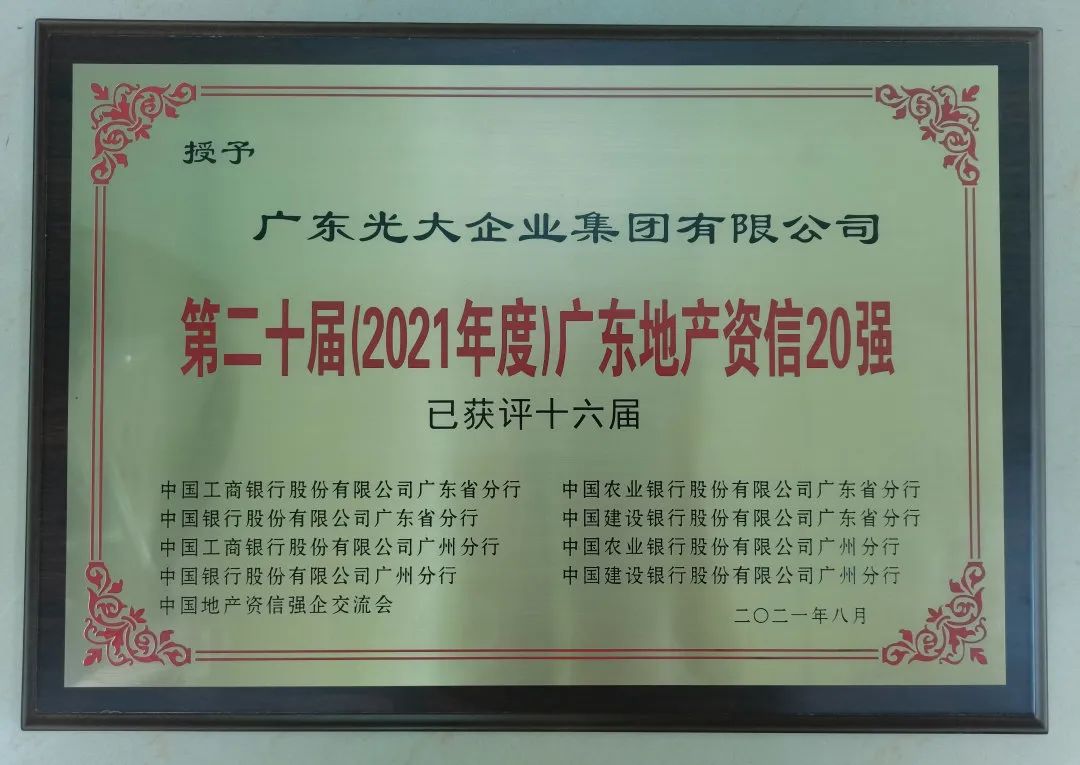 授予
广东光大企业集团有限公司
第二十届(2021年度)广东地产资信20强
已获评十六届
中国工商银行股份有限公司广东省分行 中国农业银行股份有限公司广东省分行
中国银行股份有限公司广东省分行 中国建设银行股份有限公司广东省分行
中国工商银行股份有限公司广州分行 中国农业银行股份有限公司广州分行
中国银行股份有限公司广州分行 中国建设银行股份有限公司广州分行
中国地产资信强企交流会
二〇二一年八月